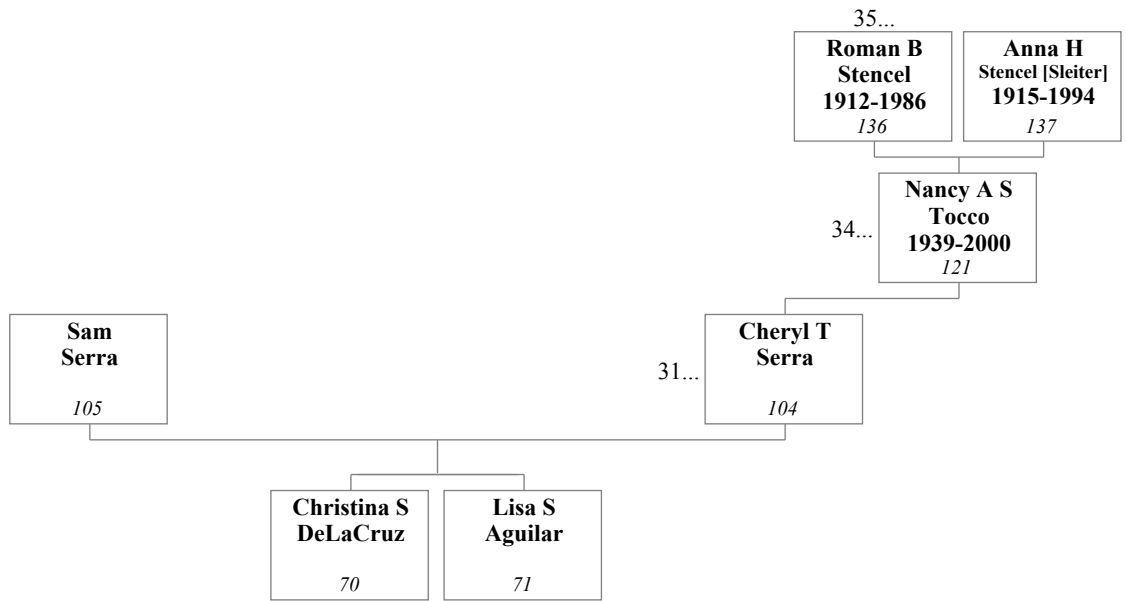 35...
Roman B
Stencel
1912-1986
136
Anna H
Stencel [Sleiter]
1915-1994
137
34...
Nancy A S
Tocco
1939-2000
121
Sam
Serra
105
31...
Cheryl T
Serra
104
Christina S
DeLaCruz
70
Lisa S
Aguilar
71